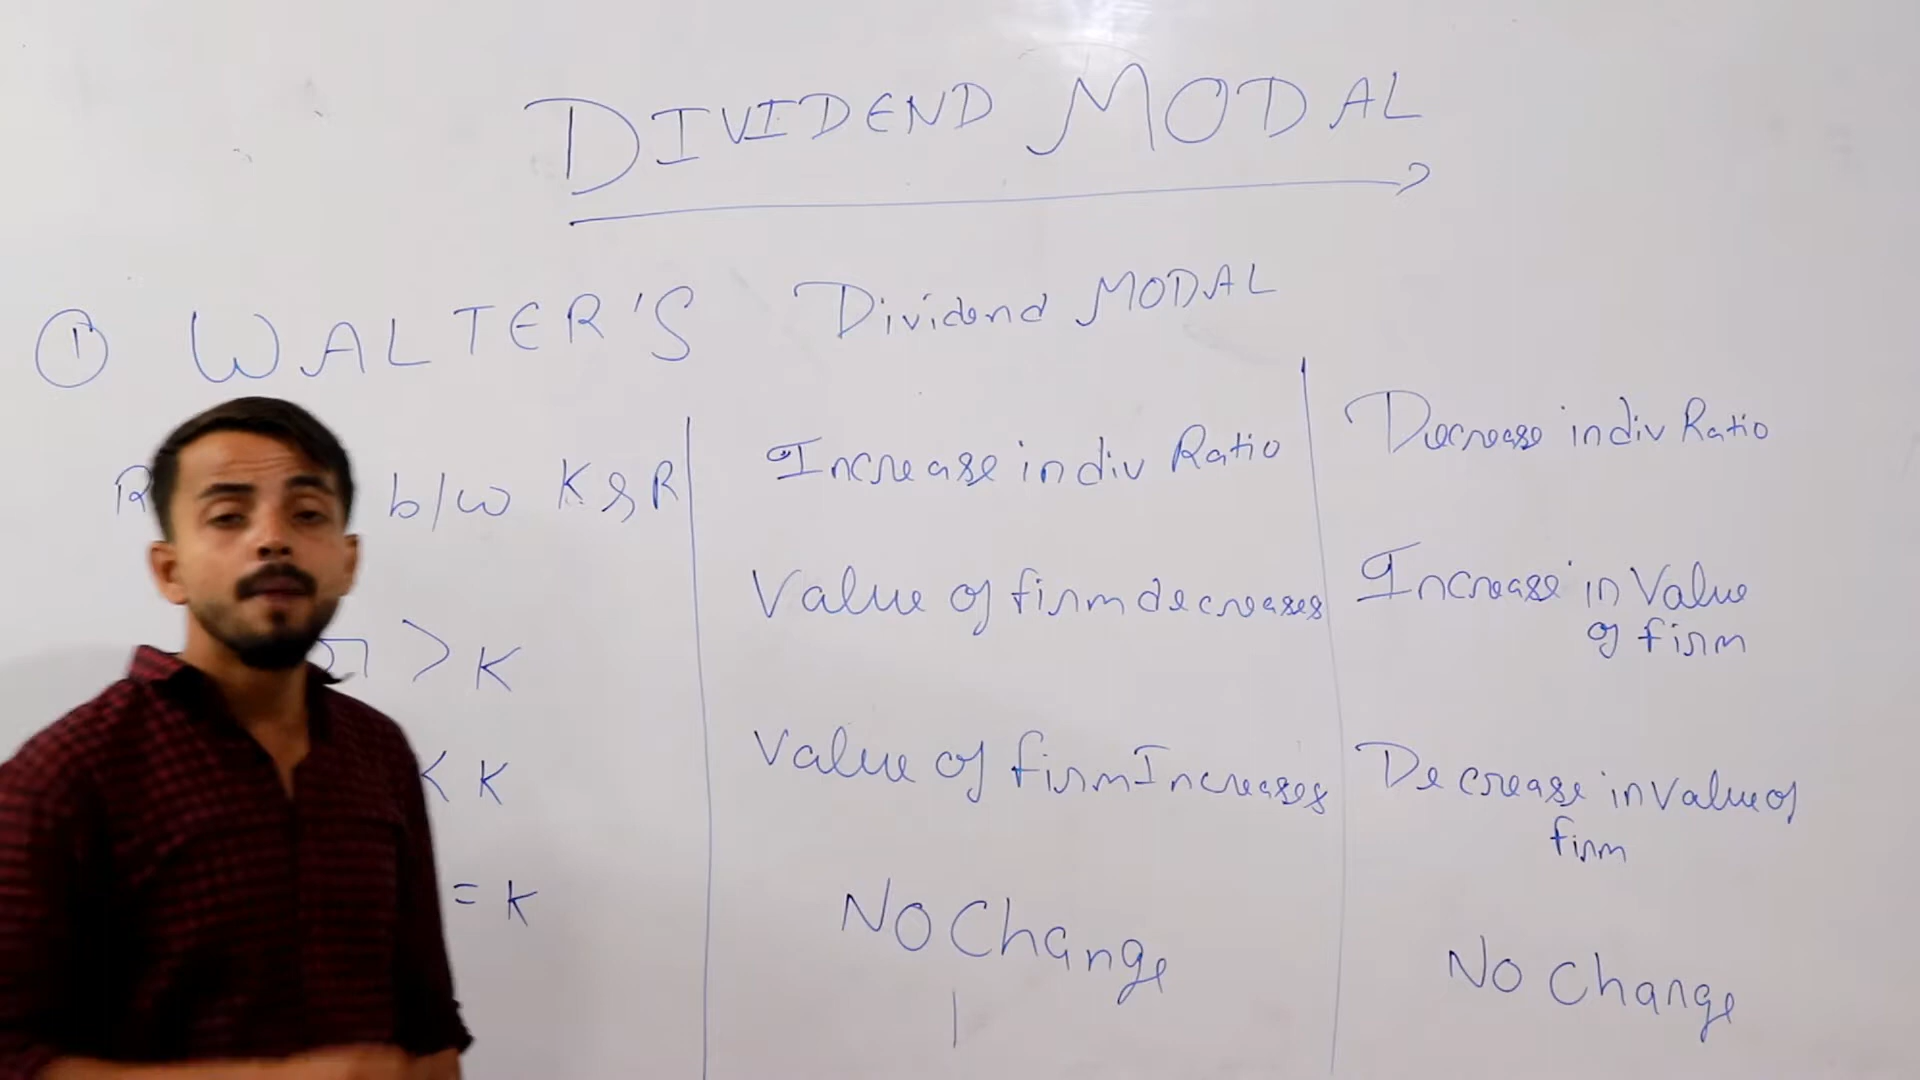 DIVIDEND MODAL
① WALTER'S Dividend MODAL
b/w K & R
Increase in div Ratio
Decrease in div Ratio
r > K
Value of firm decreases
Increase in Value
of firm
< K
Value of firm Increases
Decrease in value of
firm
= K
No Change
No Change